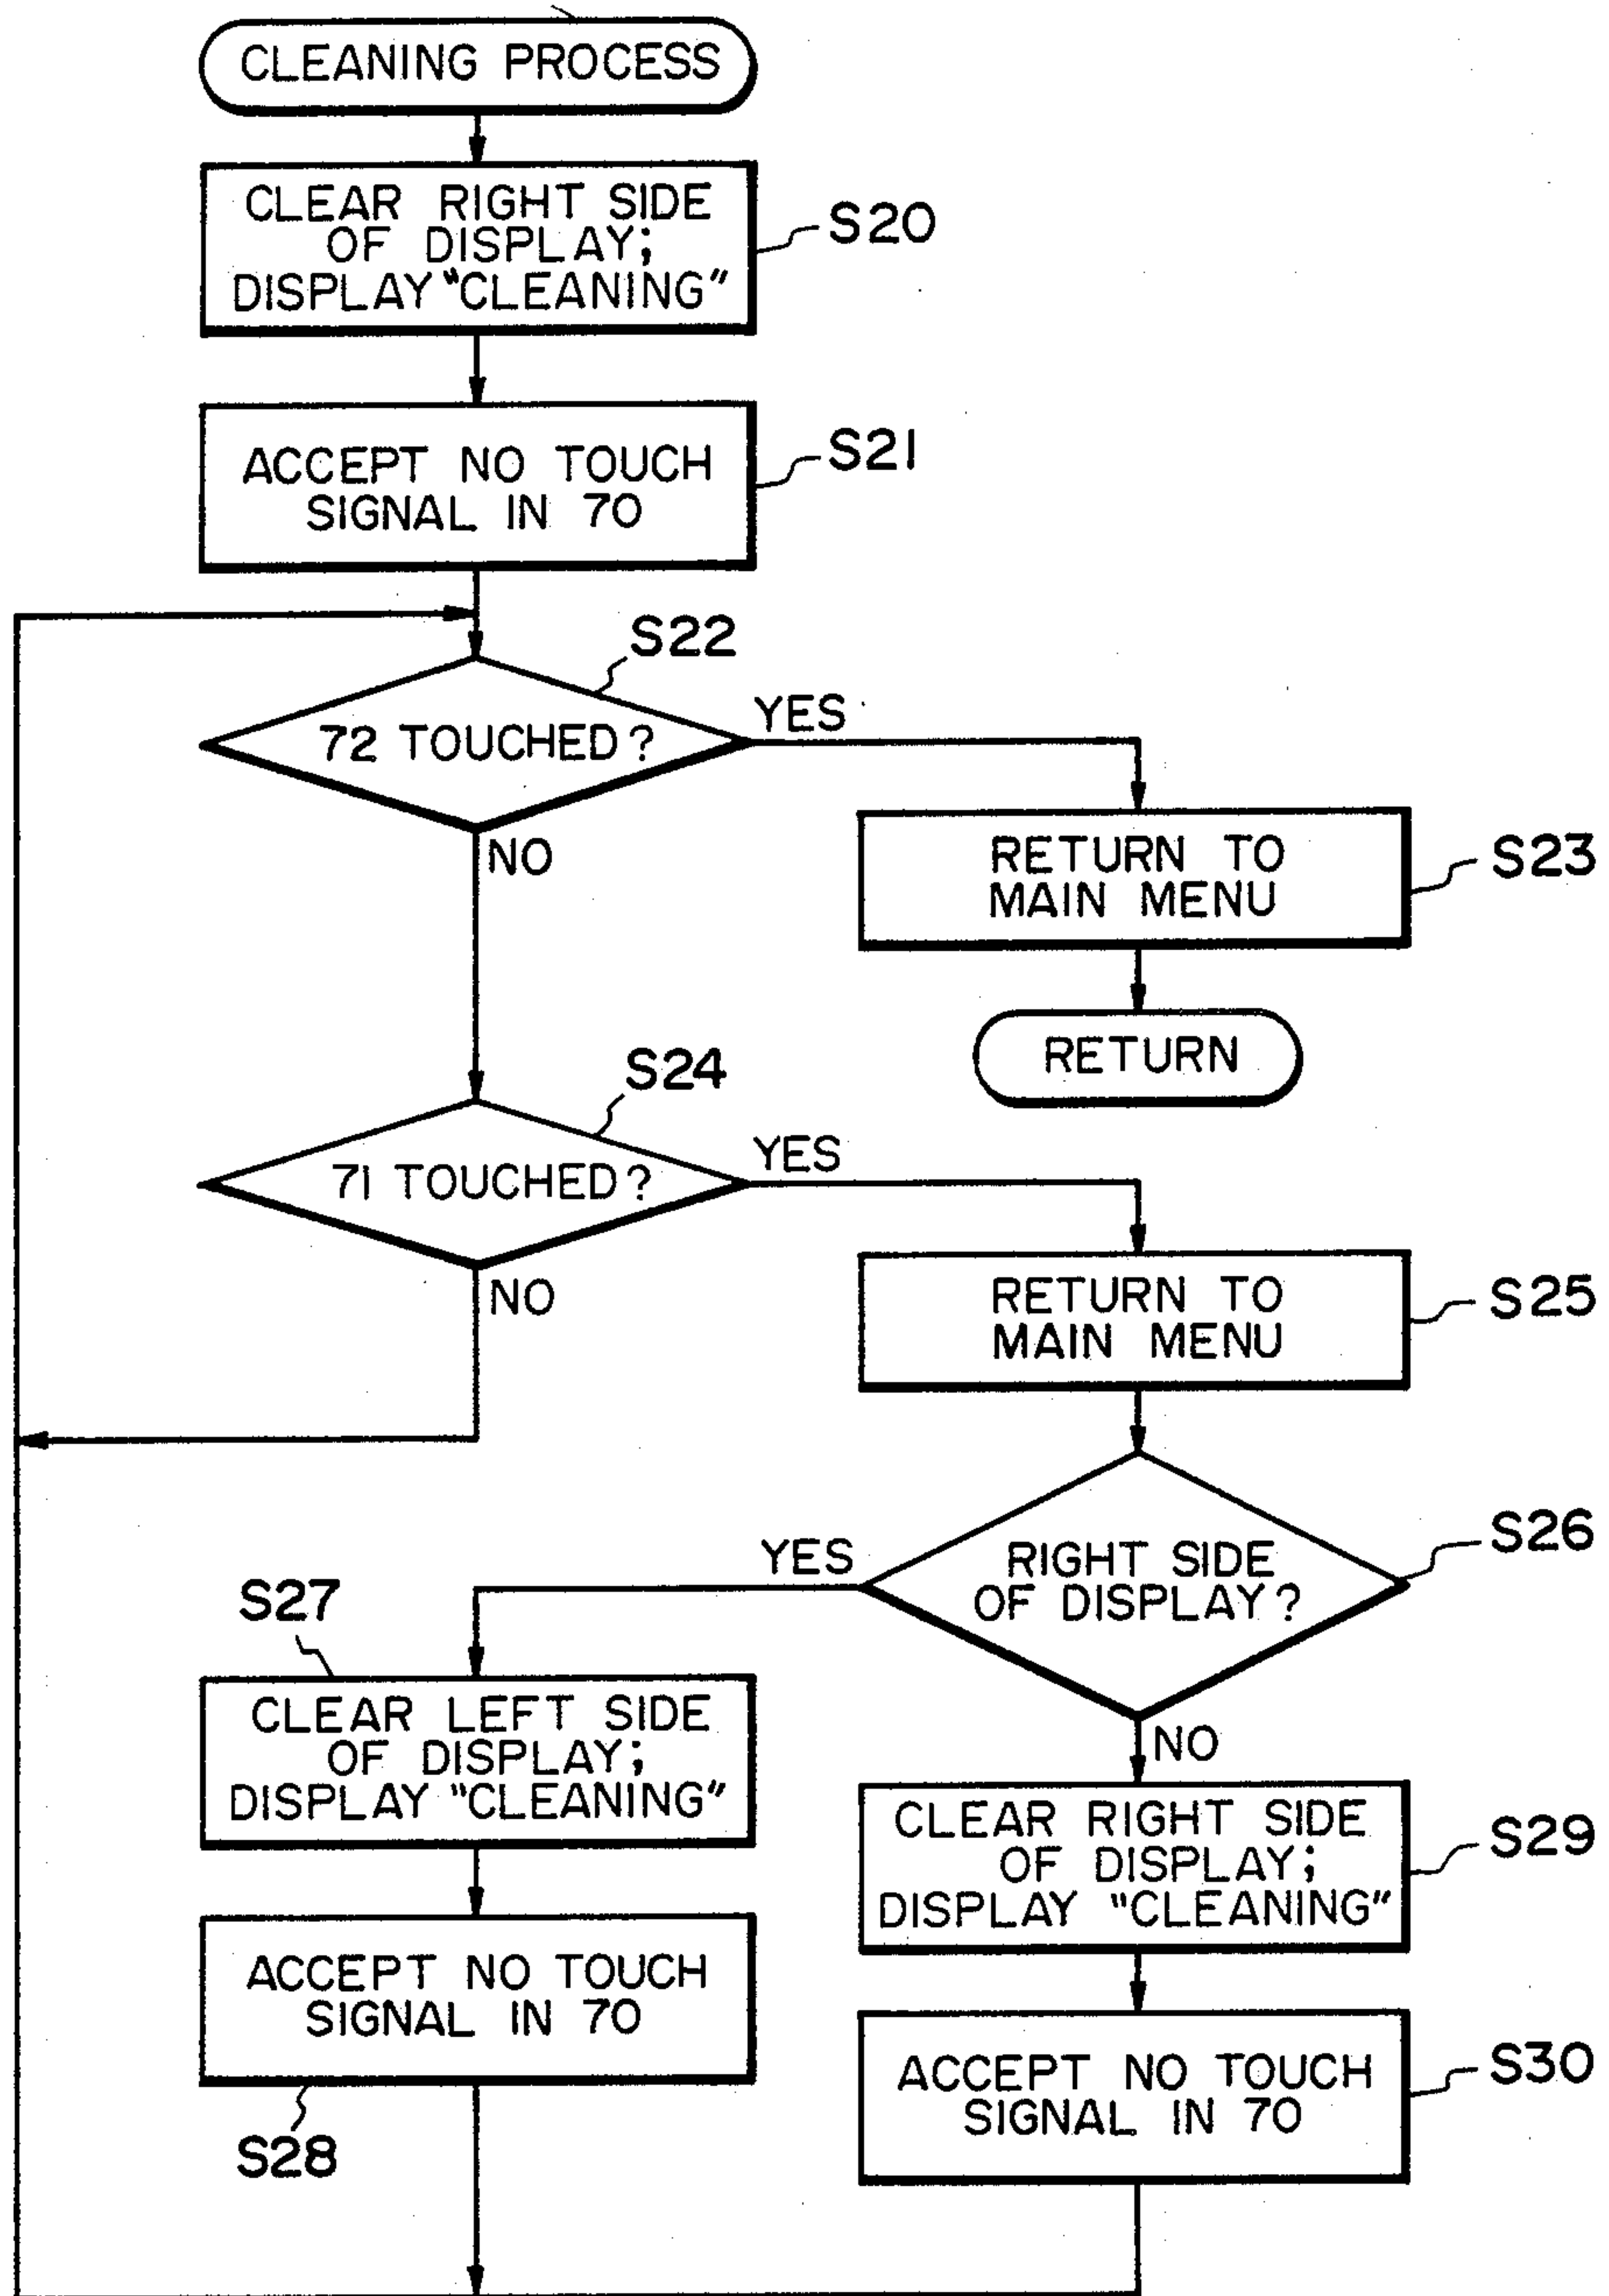 CLEANING PROCESS
CLEAR RIGHT SIDE
OF DISPLAY;
DISPLAY "CLEANING"
S20
ACCEPT NO TOUCH
SIGNAL IN 70
S21
S22
72 TOUCHED?
YES
NO
RETURN TO
MAIN MENU
S23
RETURN
S24
71 TOUCHED?
YES
NO
RETURN TO
MAIN MENU
S25
RIGHT SIDE
OF DISPLAY?
S26
YES
NO
S27
CLEAR LEFT SIDE
OF DISPLAY;
DISPLAY "CLEANING"
CLEAR RIGHT SIDE
OF DISPLAY;
DISPLAY "CLEANING"
S29
ACCEPT NO TOUCH
SIGNAL IN 70
S28
ACCEPT NO TOUCH
SIGNAL IN 70
S30